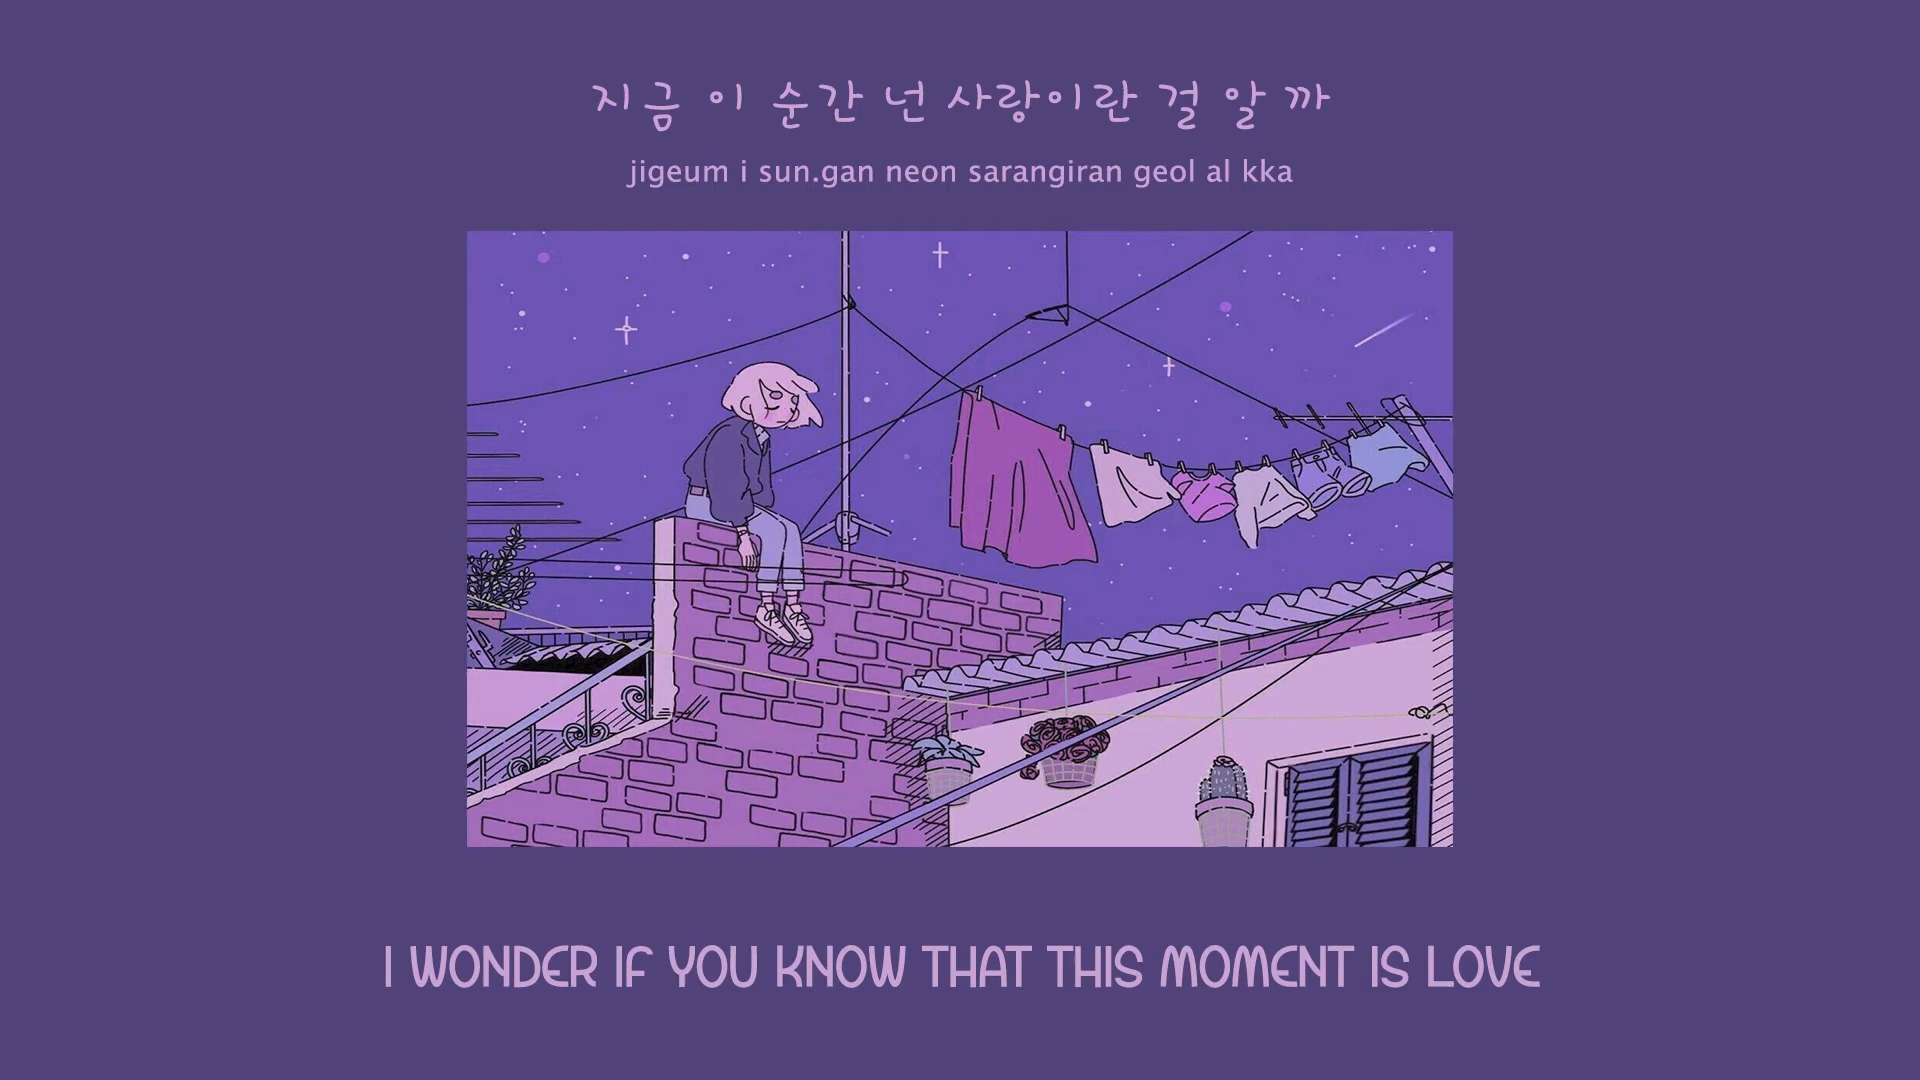 지금 이 순간 넌 사랑이란 걸 알 까
jigeum i sun.gan neon sarangiran geol al kka
I WONDER IF YOU KNOW THAT THIS MOMENT IS LOVE